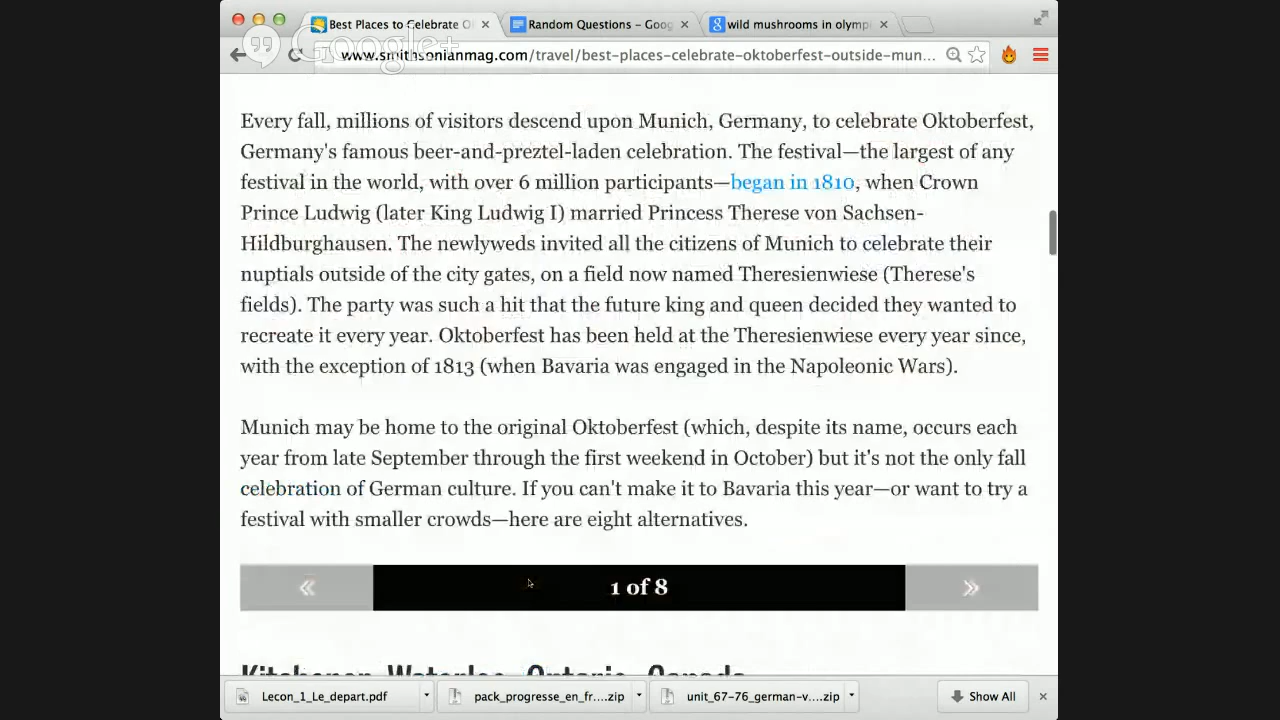 Best Places to Celebrate O
Random Questions – Goog
wild mushrooms in olymp
Google+
www.smithsonianmag.com/travel/best-places-celebrate-oktoberfest-outside-mun...
Every fall, millions of visitors descend upon Munich, Germany, to celebrate Oktoberfest,
Germany's famous beer-and-preztel-laden celebration. The festival—the largest of any
festival in the world, with over 6 million participants—began in 1810, when Crown
Prince Ludwig (later King Ludwig I) married Princess Therese von Sachsen-
Hildburghausen. The newlyweds invited all the citizens of Munich to celebrate their
nuptials outside of the city gates, on a field now named Theresienwiese (Therese's
fields). The party was such a hit that the future king and queen decided they wanted to
recreate it every year. Oktoberfest has been held at the Theresienwiese every year since,
with the exception of 1813 (when Bavaria was engaged in the Napoleonic Wars).
Munich may be home to the original Oktoberfest (which, despite its name, occurs each
year from late September through the first weekend in October) but it's not the only fall
celebration of German culture. If you can't make it to Bavaria this year—or want to try a
festival with smaller crowds—here are eight alternatives.
« 1 of 8 »
Kitchener–Waterloo, Ontario, Canada
Lecon_1_Le_depart.pdf
pack_progresse_en_fr....zip
unit_67-76_german-v....zip
Show All